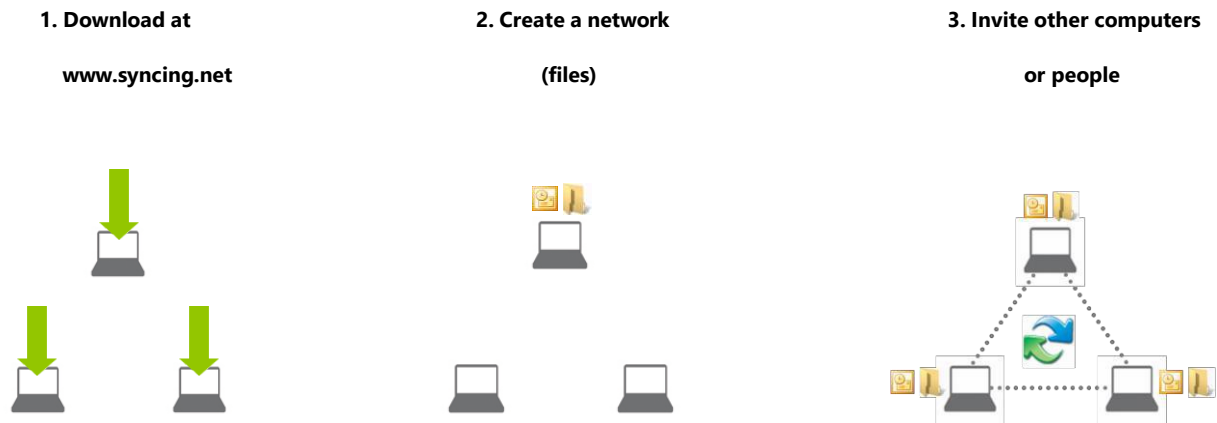 1. Download at
www.syncing.net
2. Create a network
(files)
3. Invite other computers
or people